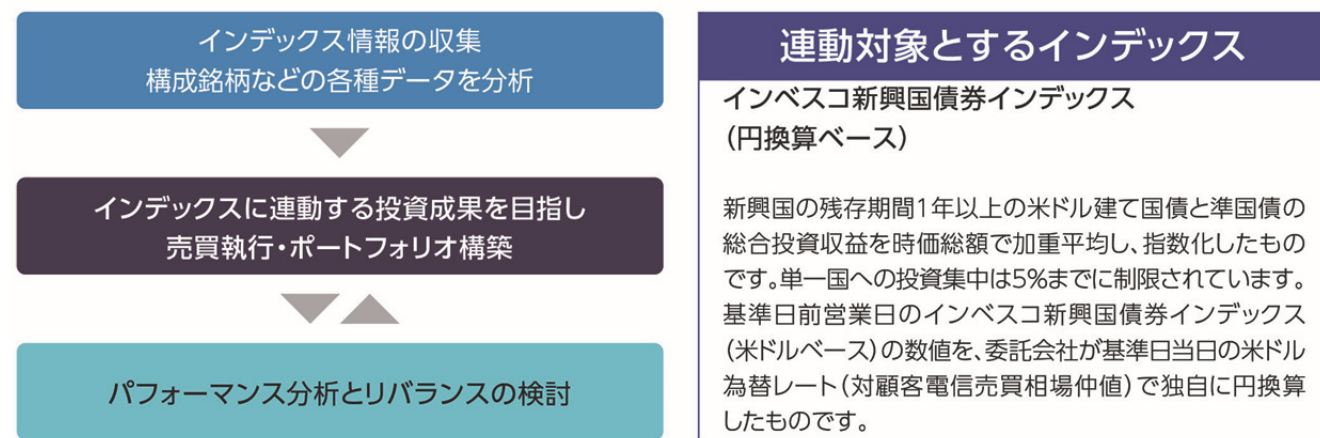 インデックス情報の収集
構成銘柄などの各種データを分析
インデックスに連動する投資成果を目指し
売買執行・ポートフォリオ構築
パフォーマンス分析とリバランスの検討
連動対象とするインデックス
インベスコ新興国債券インデックス
（円換算ベース）
新興国の残存期間1年以上の米ドル建て国債と準国債の
総合投資収益を時価総額で加重平均し、指数化したもの
です。単一国への投資集中は5%までに制限されています。
基準日前営業日のインベスコ新興国債券インデックス
（米ドルベース）の数値を、委託会社が基準日当日の米ドル
為替レート（対顧客電信売買相場仲値）で独自に円換算
したものです。